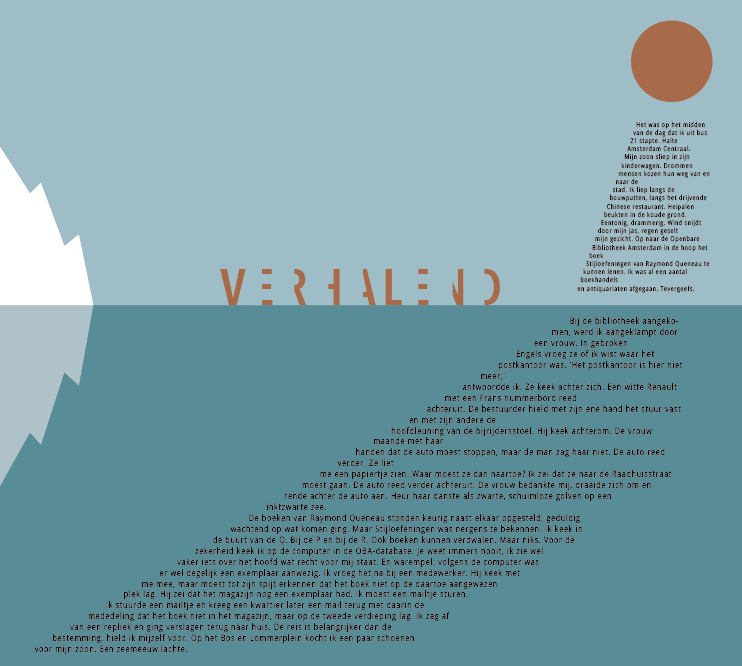 Het was op het midden
van de dag dat ik uit bus
21 stapte. Halte
Amsterdam Centraal.
Mijn zoon sliep in zijn
kinderwagen. Drommen
mensen kozen hun weg van en
naar de
stad. Ik liep langs de
bouwputten, langs het drijvende
Chinese restaurant. Heipalen
beukten in de koude grond.
Eentonig, drammerig. Wind snijdt
door mijn jas, regen geselt
mijn gezicht. Op naar de Openbare
Bibliotheek Amsterdam in de hoop het
boek
Stijloefeningen van Raymond Queneau te
kunnen lenen. Ik was al een aantal
boekhandels
en antiquariaten afgegaan. Tevergeefs.
VERHALEND
Bij de bibliotheek aangeko-
men, werd ik aangeklampt door
een vrouw. In gebroken
Engels vroeg ze of ik wist waar het
postkantoor was. 'Het postkantoor is hier niet
meer,'
antwoordde ik. Ze keek achter zich. Een witte Renault
met een Frans nummerbord reed
achteruit. De bestuurder hield met zijn ene hand het stuur vast
en met zijn andere de
hoofdleuning van de bijrijdersstoel. Hij keek achterom. De vrouw
maande met haar
handen dat de auto moest stoppen, maar de man zag haar niet. De auto reed
verder. Ze liet
me een papiertje zien. Waar moest ze dan naartoe? Ik zei dat ze naar de Raadhuisstraat
moest gaan. De auto reed verder achteruit. De vrouw bedankte mij, draaide zich om en
rende achter de auto aan. Heur haar danste als zwarte, schuimloze golven op een
inktzwarte zee.
De boeken van Raymond Queneau stonden keurig naast elkaar opgesteld, geduldig
wachtend op wat komen ging. Maar Stijloefeningen was nergens te bekennen. Ik keek in
de buurt van de Q. Bij de P en bij de R. Ook boeken kunnen verdwalen. Maar niks. Voor de
zekerheid keek ik op de computer in de OBA-database. Je weet immers nooit, ik zie wel
vaker iets over het hoofd wat recht voor mij staat. En warempel: volgens de computer was
er wel degelijk een exemplaar aanwezig. Ik vroeg het na bij een medewerker. Hij keek met
me mee, maar moest tot zijn spijt erkennen dat het boek niet op de daartoe aangewezen
plek lag. Hij zei dat het magazijn nog een exemplaar had. Ik moest een mailtje sturen.
Ik stuurde een mailtje en kreeg een kwartier later een mail terug met daarin de
mededeling dat het boek niet in het magazijn, maar op de tweede verdieping lag. Ik zag af
van een repliek en ging verslagen terug naar huis. De reis is belangrijker dan de
bestemming, hield ik mijzelf voor. Op het Bos en Lommerplein kocht ik een paar schoenen
voor mijn zoon. Een zeemeeuw lachte.